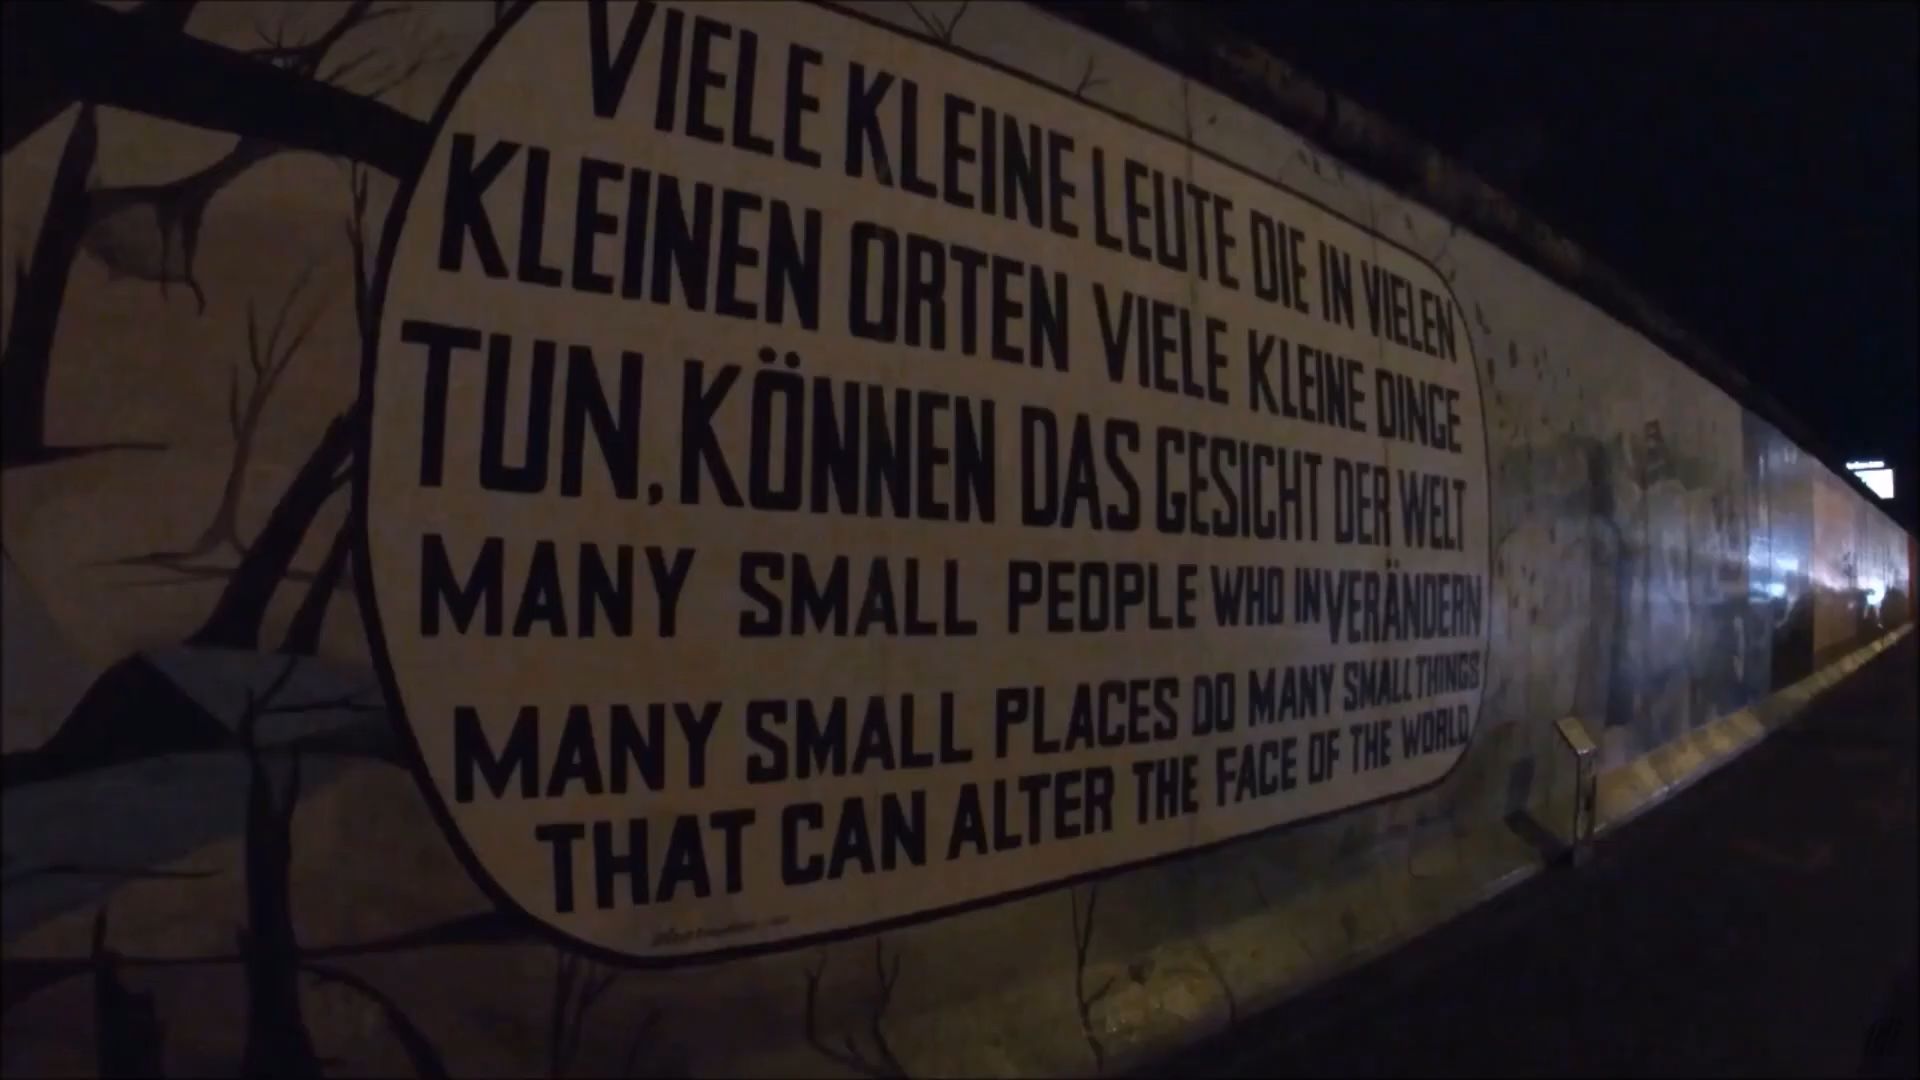 VIELE KLEINE LEUTE DIE IN VIELEN
KLEINEN ORTEN VIELE KLEINE DINGE
TUN, KÖNNEN DAS GESICHT DER WELT
VERÄNDERN
MANY SMALL PEOPLE WHO IN
MANY SMALL PLACES DO MANY SMALL THINGS
THAT CAN ALTER THE FACE OF THE WORLD